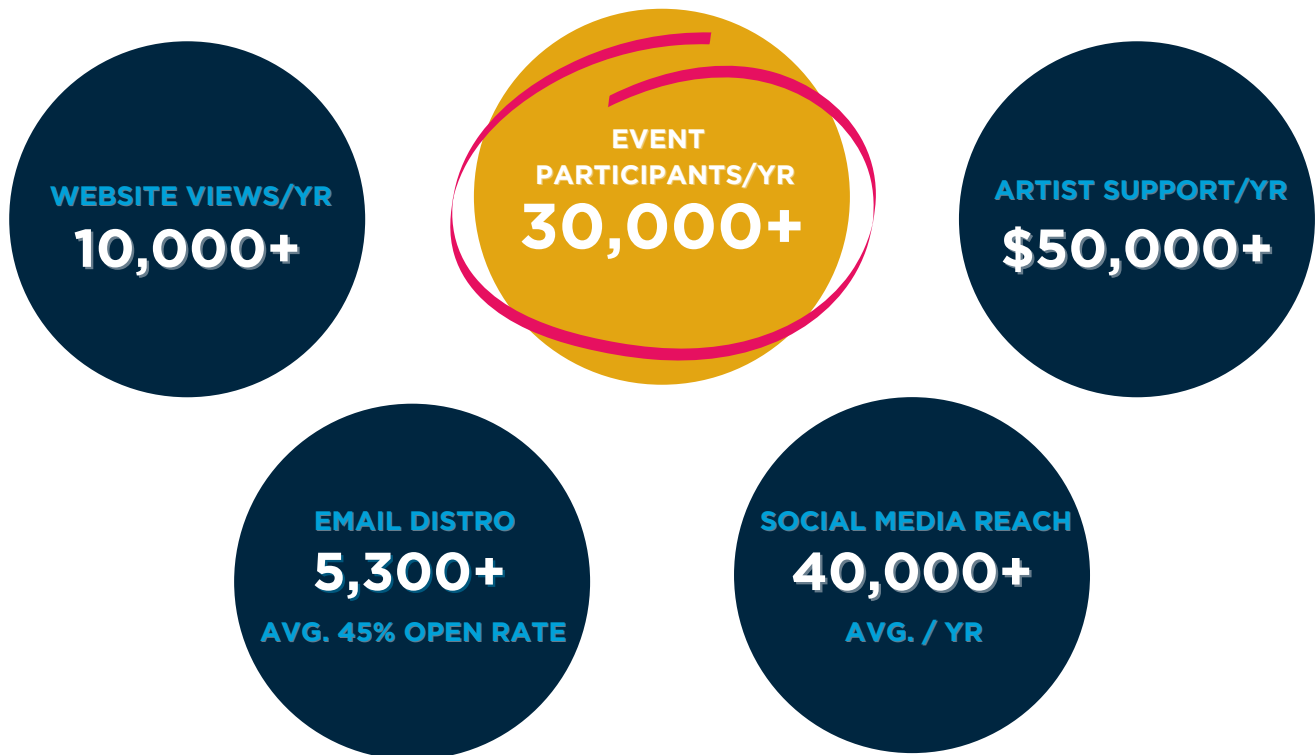 WEBSITE VIEWS/YR
10,000+
EVENT
PARTICIPANTS/YR
30,000+
ARTIST SUPPORT/YR
$50,000+
EMAIL DISTRO
5,300+
AVG. 45% OPEN RATE
SOCIAL MEDIA REACH
40,000+
AVG. / YR